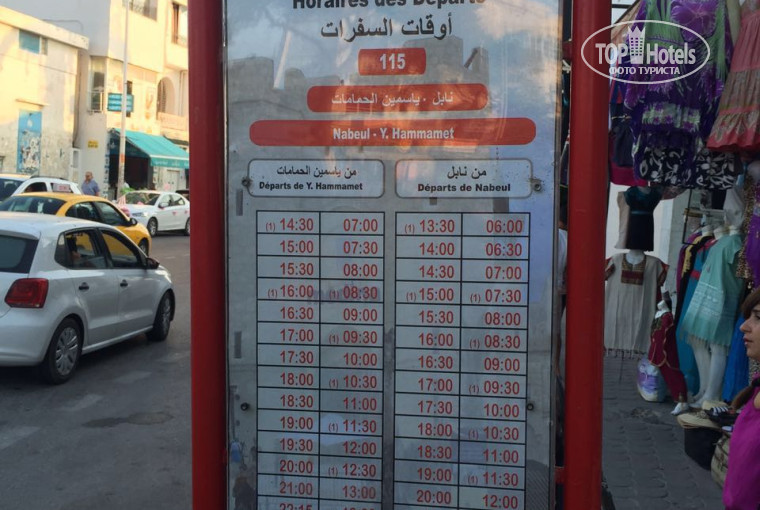 Horaires des Départs
أوقات السفرات
115
نابل - ياسمين الحمامات
Nabeul - Y. Hammamet
من ياسمين الحمامات
Départs de Y. Hammamet
من نابل
Départs de Nabeul
(1) 14:30 07:00 (1) 13:30 06:00
15:00 07:30 14:00 06:30
15:30 08:00 14:30 07:00
(1) 16:00 08:30 (1) 15:00 (1) 07:30
16:30 09:00 15:30 08:00
17:00 (1) 09:30 16:00 (1) 08:30
17:30 10:00 16:30 09:00
18:00 (1) 10:30 17:00 (1) 09:30
18:30 11:00 17:30 10:00
19:00 (1) 11:30 18:00 (1) 10:30
19:30 12:00 18:30 11:00
20:00 (1) 12:30 19:00 (1) 11:30
21:00 13:00 20:00 12:00
TopHotels
ФОТО ТУРИСТА